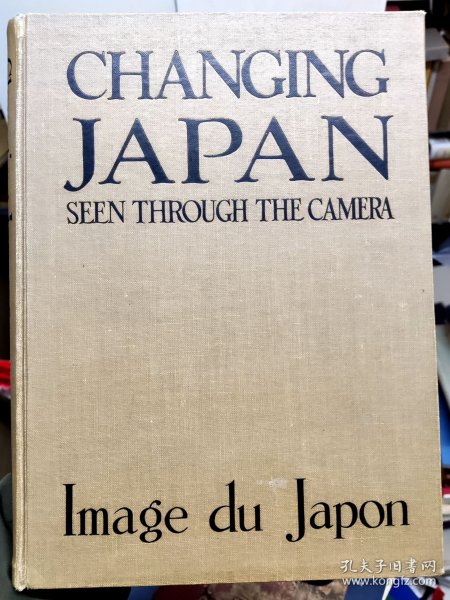 CHANGING
JAPAN
SEEN THROUGH THE CAMERA
Image du Japon
孔夫子旧书网
www.kongfz.com